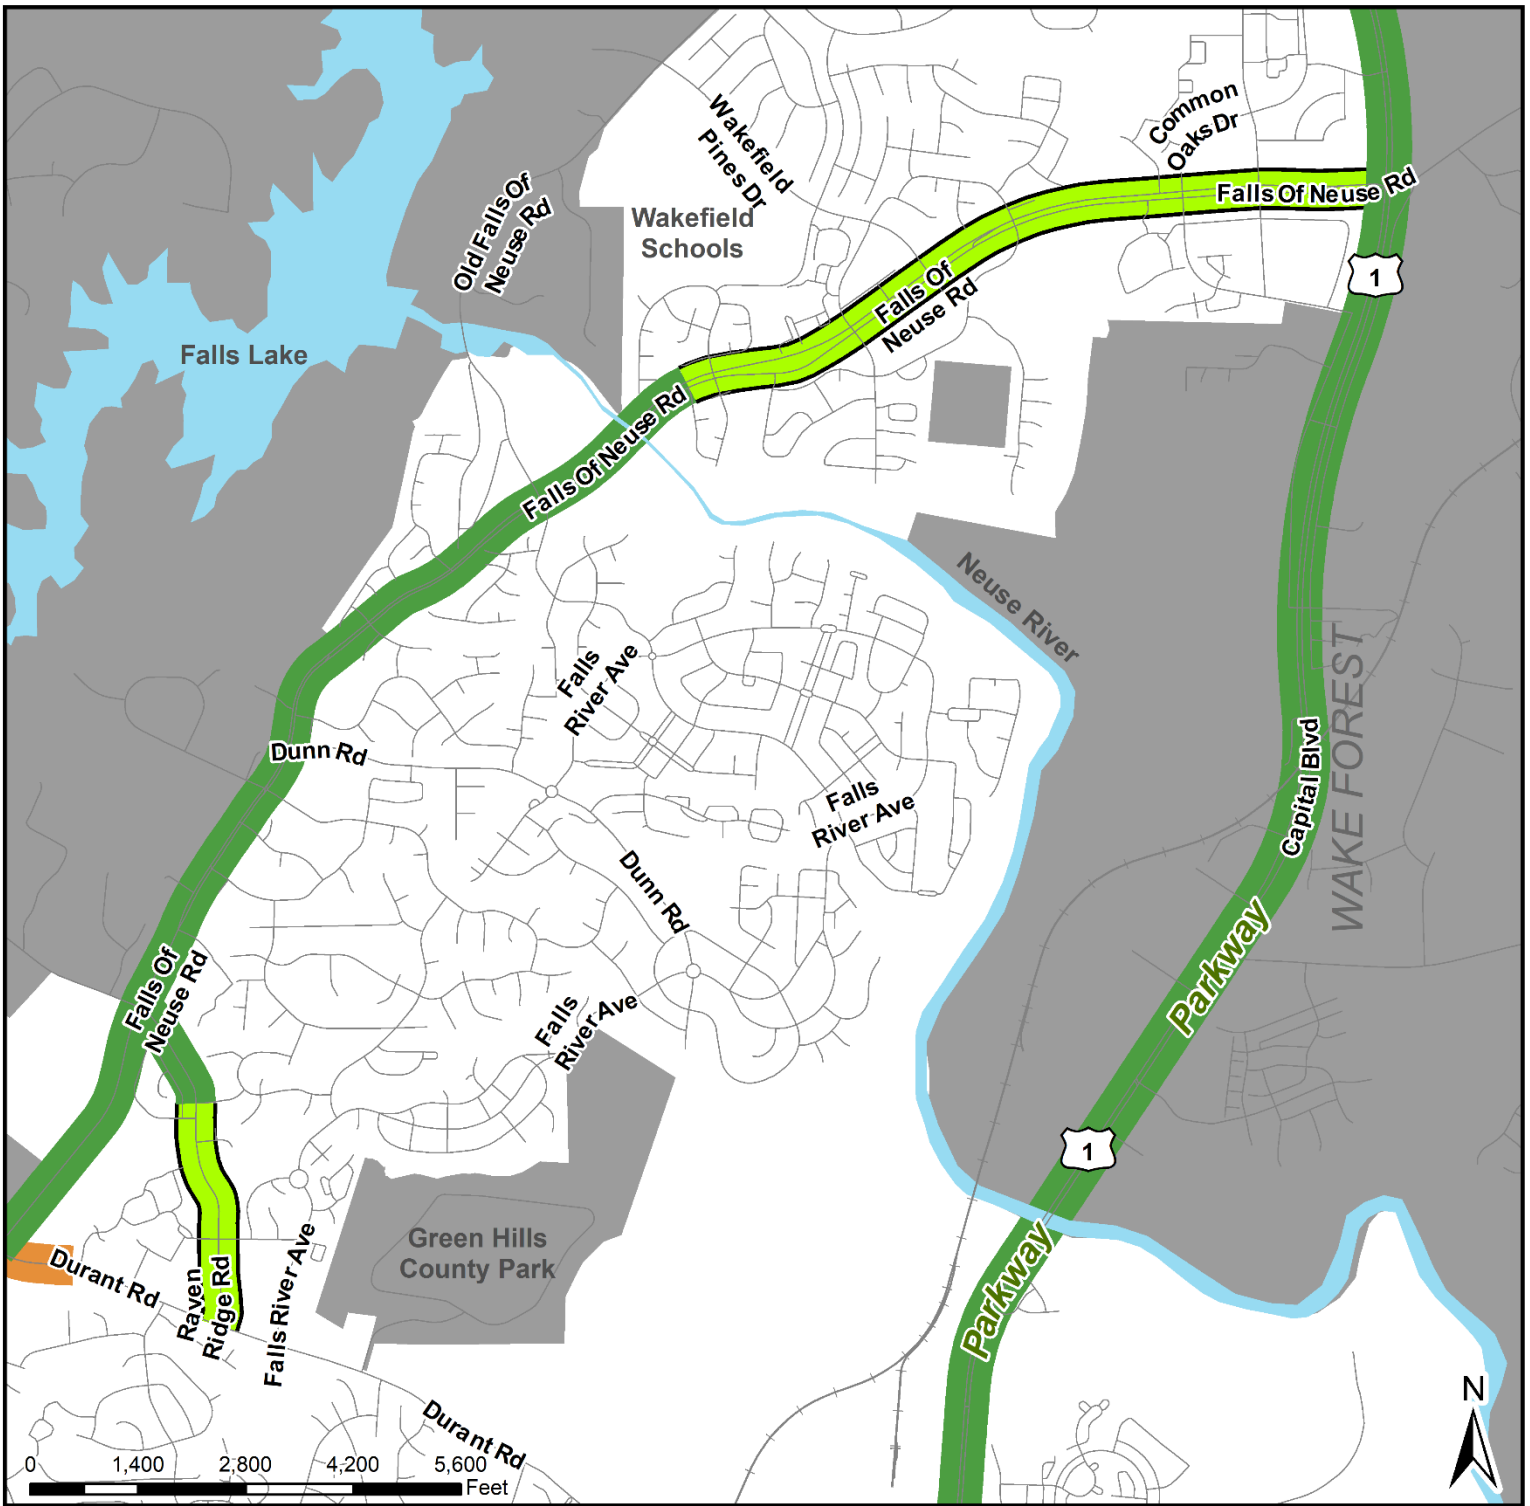 Common
Oaks Dr
Wakefield
Pines Dr
Falls Of Neuse Rd
Old Falls Of
Neuse Rd
Wakefield
Schools
1
Falls Of
Neuse Rd
Falls Lake
Falls Of Neuse Rd
Neuse River
WAKE FOREST
Falls
River Ave
Dunn Rd
Capital Blvd
Falls
River Ave
Dunn Rd
Parkway
Falls Of
Neuse Rd
Falls
River Ave
1
Green Hills
County Park
Parkway
Durant Rd
Raven
Ridge Rd
Falls River Ave
Durant Rd
N
0 1,400 2,800 4,200 5,600
Feet